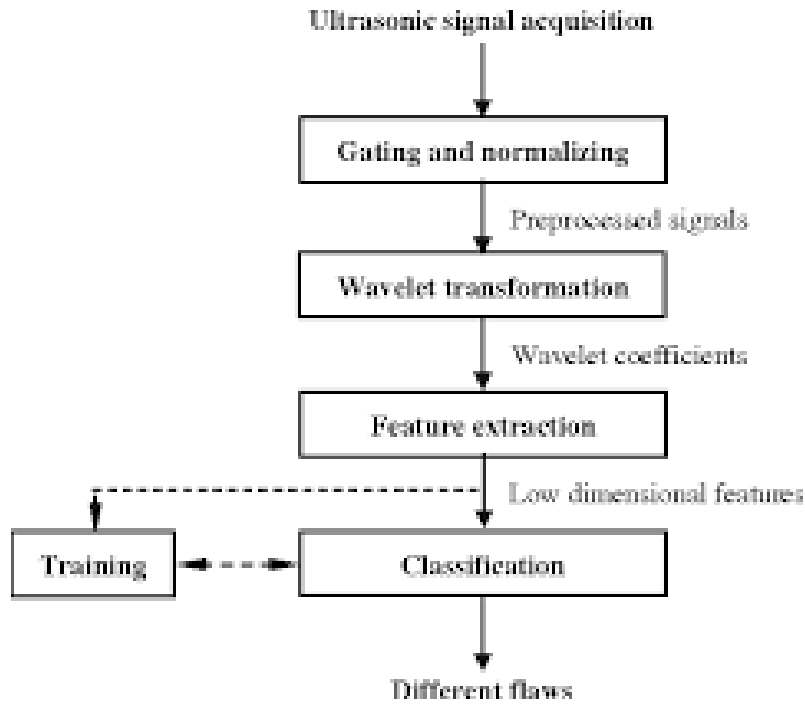 Ultrasonic signal acquisition
Gating and normalizing
Preprocessed signals
Wavelet transformation
Wavelet coefficients
Feature extraction
Low dimensional features
Training
Classification
Different flaws